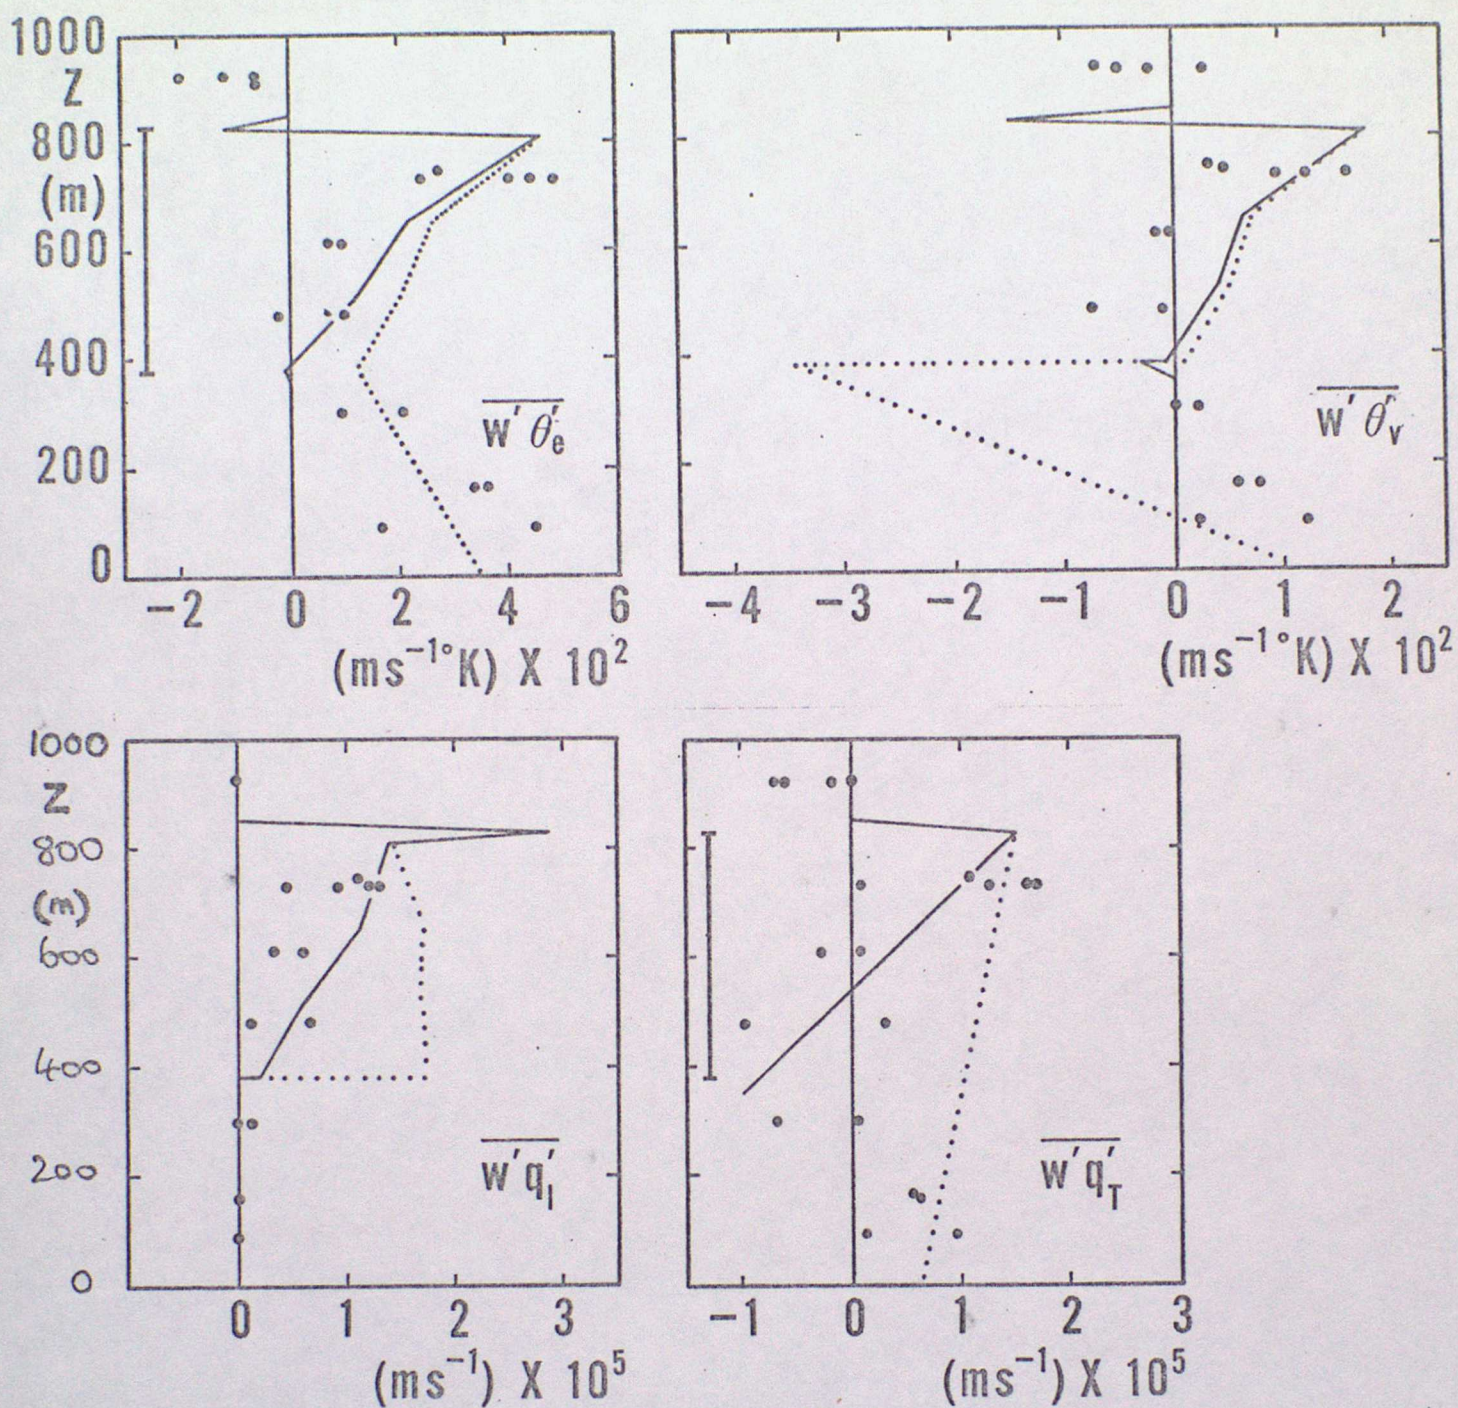 1000
Z
800
(m)
600
400
200
0
w′θ′e
−2 0 2 4 6
(ms⁻¹°K) X 10²
w′θ′v
−4 −3 −2 −1 0 1 2
(ms⁻¹°K) X 10²
1000
Z
800
(m)
600
400
200
0
w′q′l
0 1 2 3
(ms⁻¹) X 10⁵
w′q′T
−1 0 1 2 3
(ms⁻¹) X 10⁵